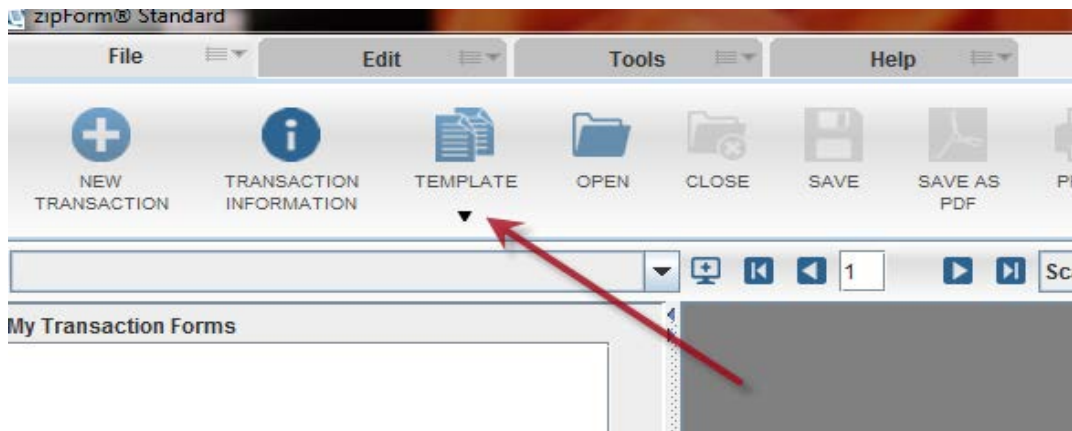 zipForm® Standard
File Edit Tools Help
NEW TRANSACTION
TRANSACTION INFORMATION
TEMPLATE
OPEN
CLOSE
SAVE
SAVE AS PDF
1
My Transaction Forms